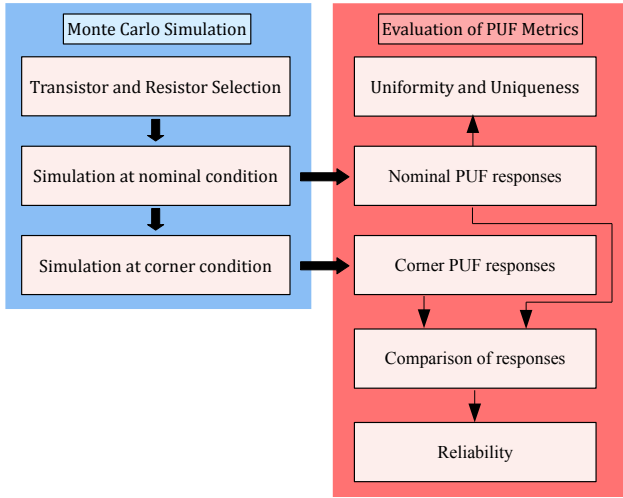 Monte Carlo Simulation
Transistor and Resistor Selection
Simulation at nominal condition
Simulation at corner condition
Evaluation of PUF Metrics
Uniformity and Uniqueness
Nominal PUF responses
Corner PUF responses
Comparison of responses
Reliability